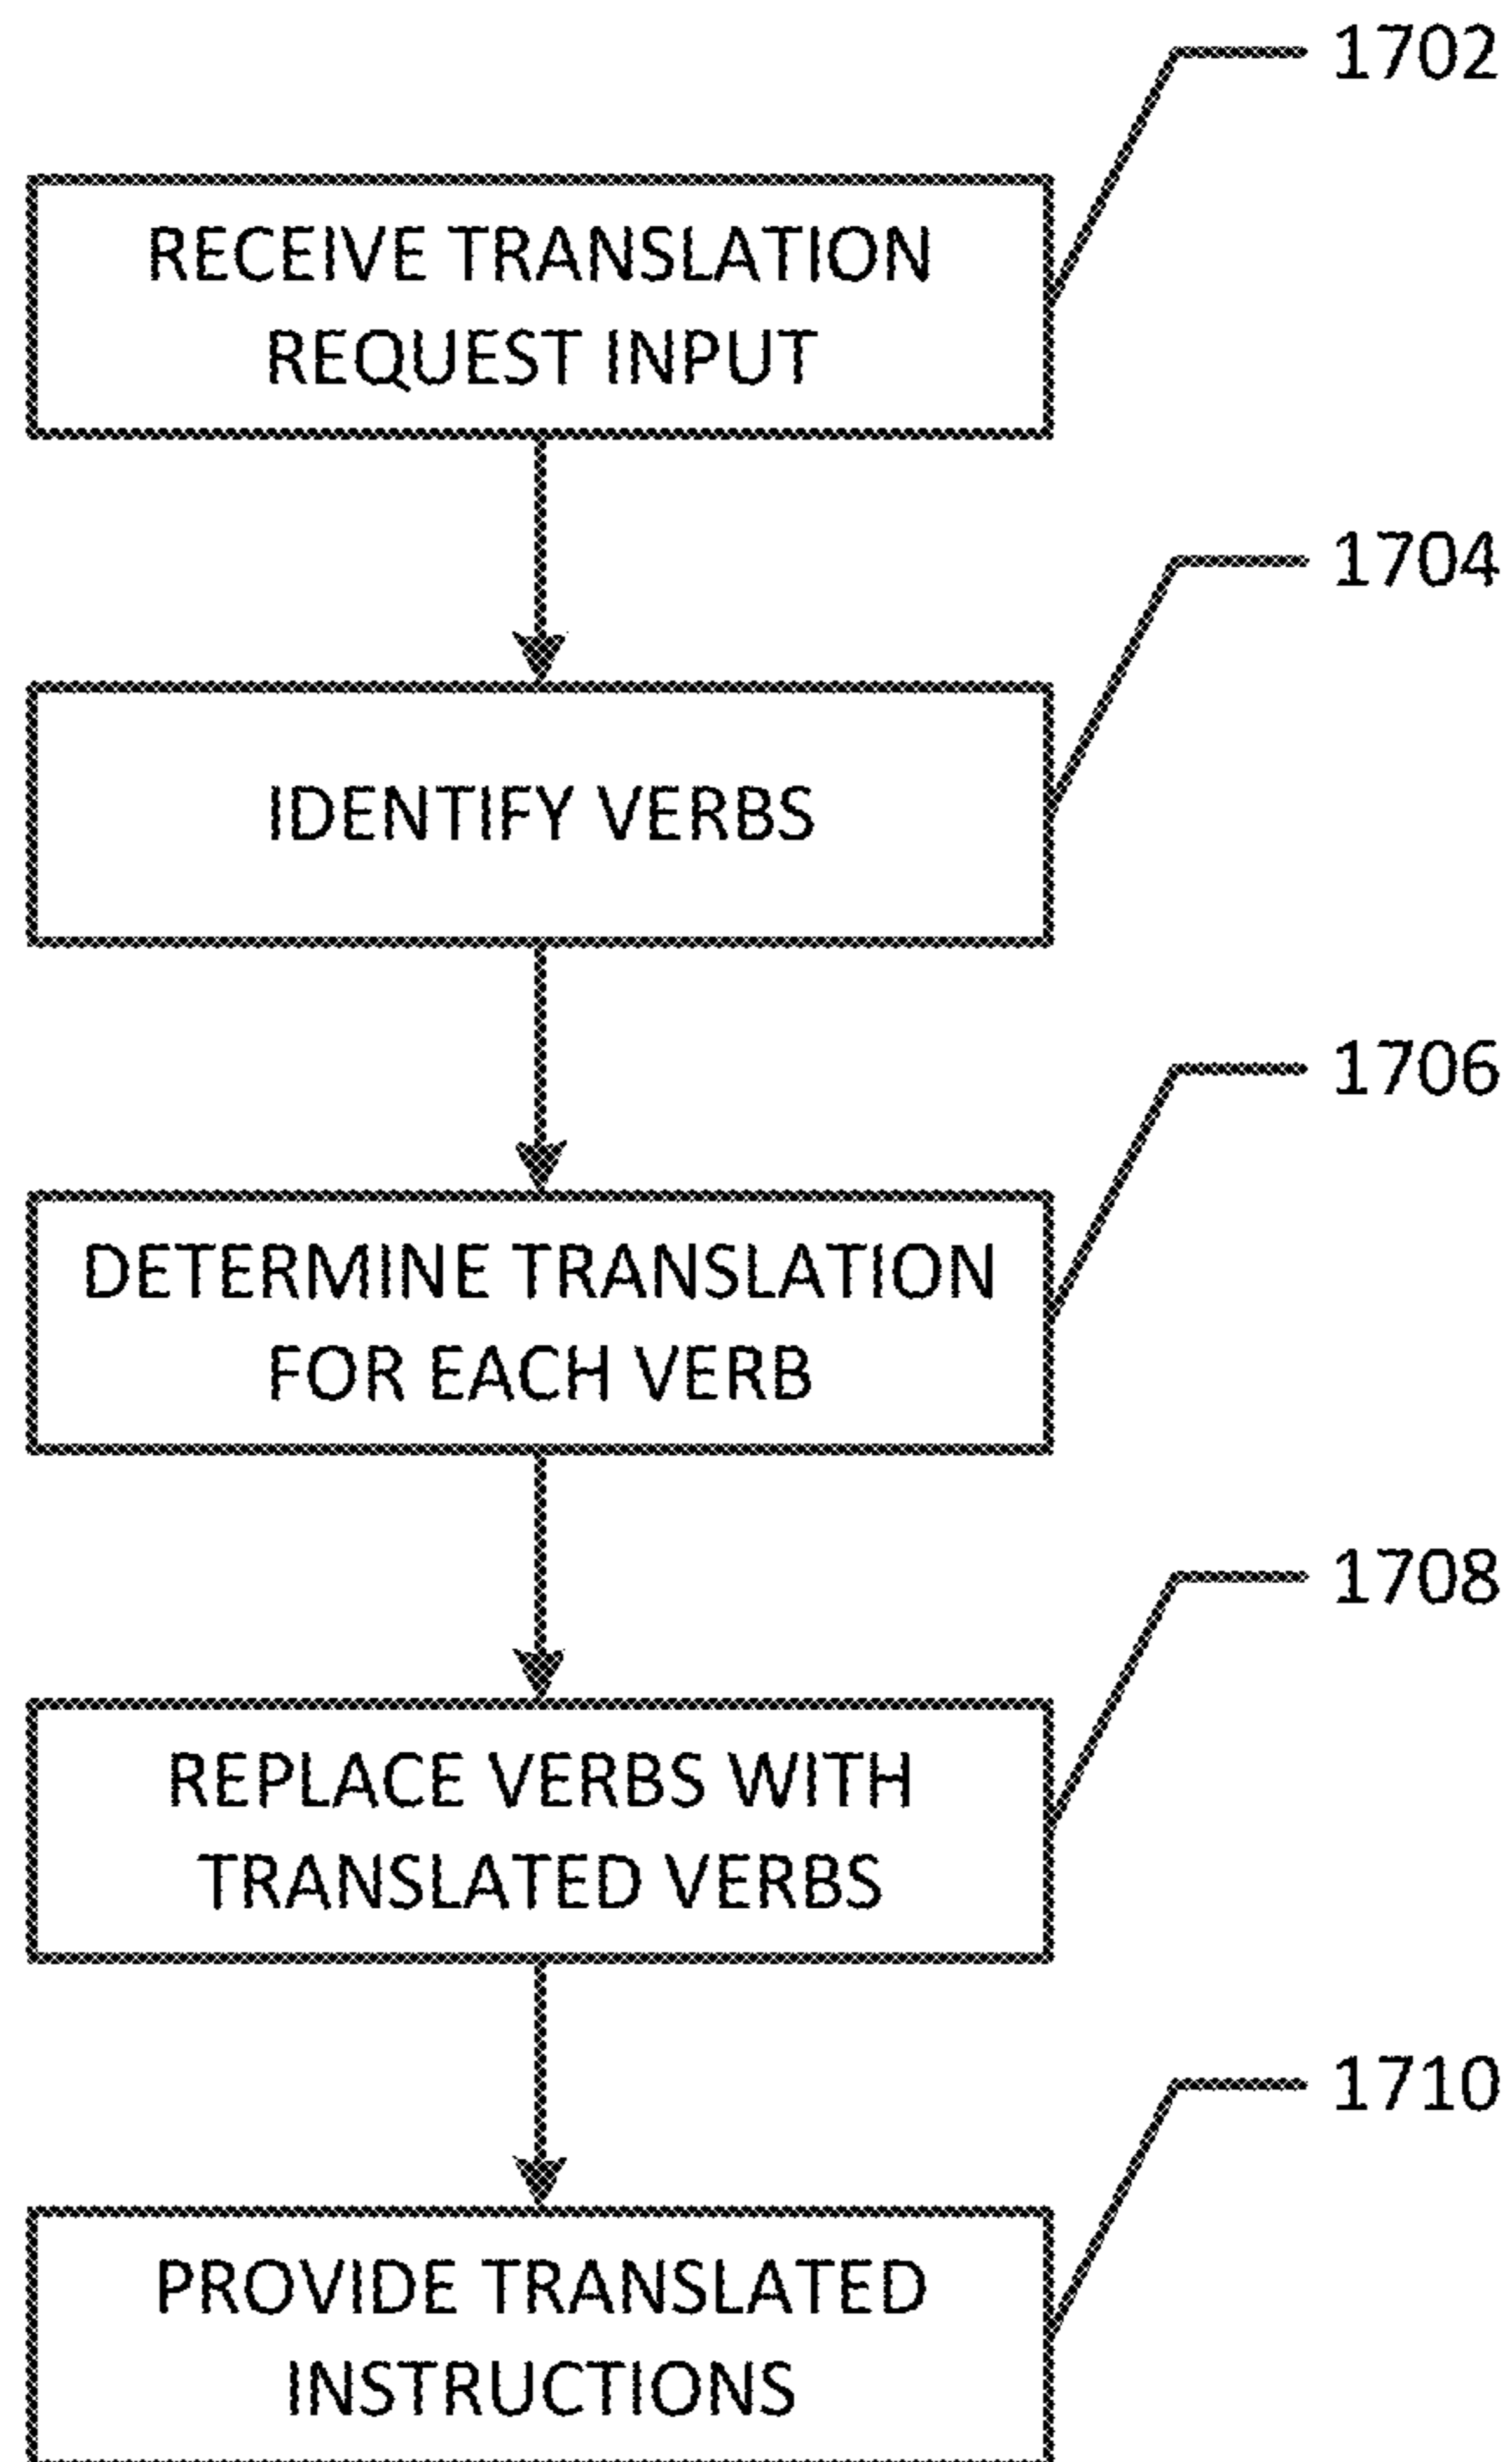 1702
RECEIVE TRANSLATION
REQUEST INPUT
1704
IDENTIFY VERBS
1706
DETERMINE TRANSLATION
FOR EACH VERB
1708
REPLACE VERBS WITH
TRANSLATED VERBS
1710
PROVIDE TRANSLATED
INSTRUCTIONS